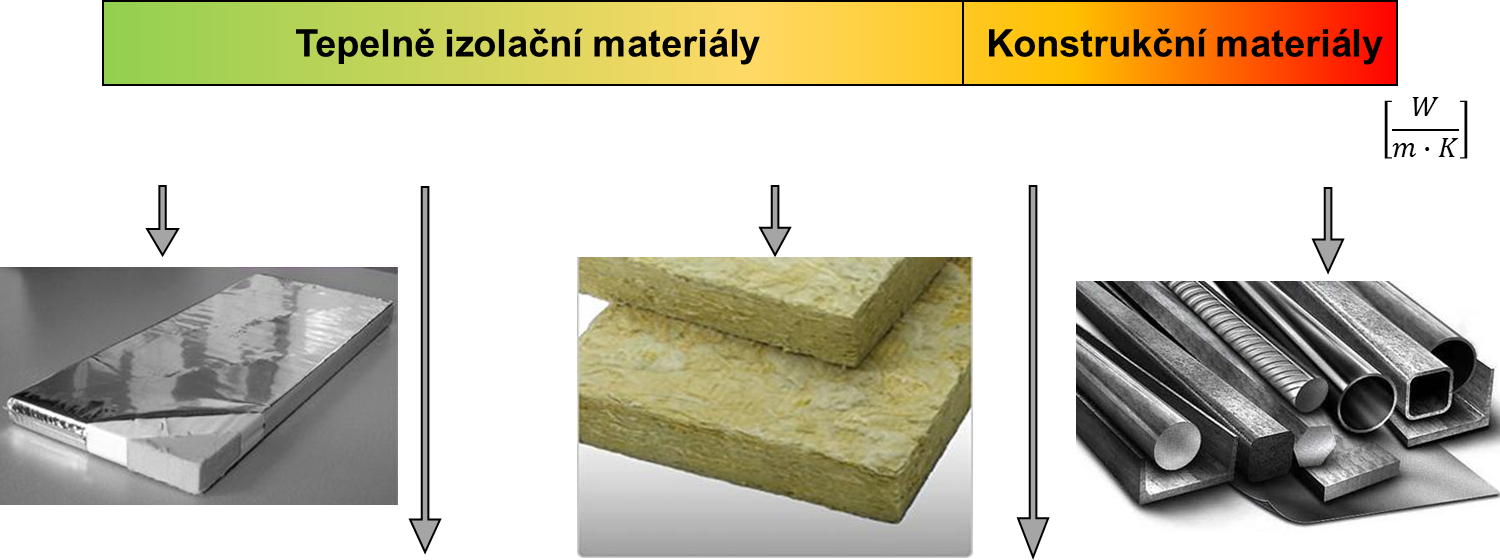 Tepelně izolační materiály
Konstrukční materiály
[W/(m · K)]